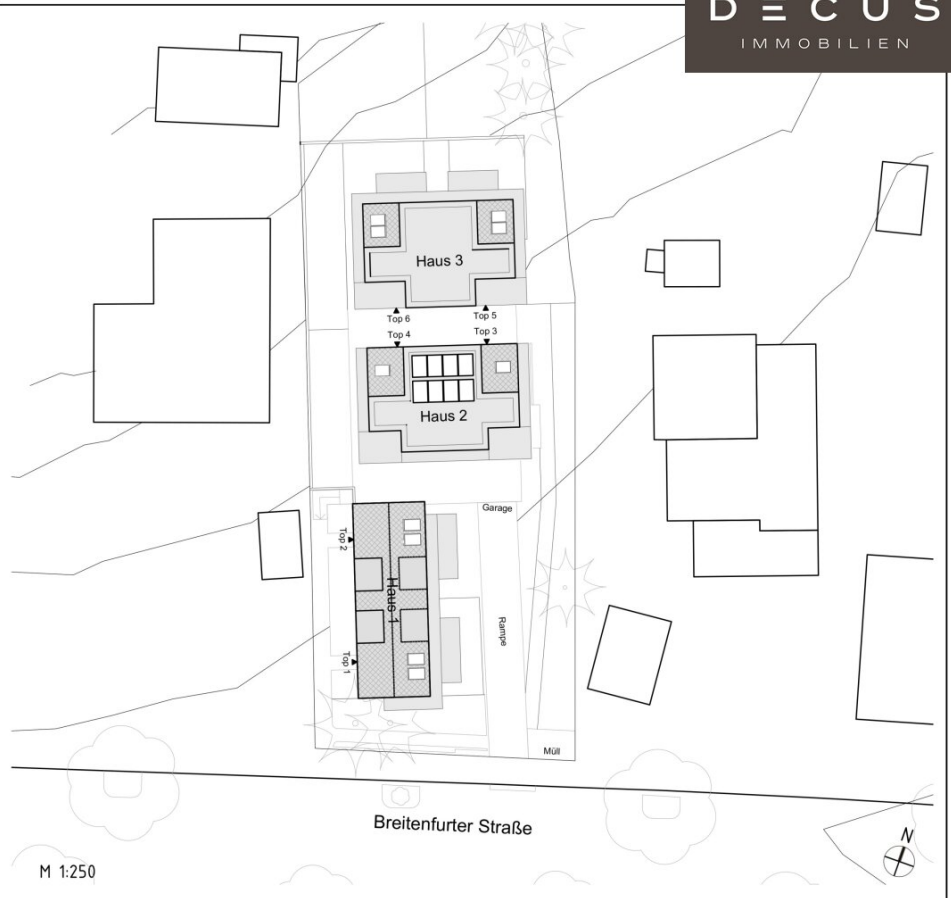 DECUS
IMMOBILIEN
Haus 3
Top 6
Top 5
Top 4
Top 3
Haus 2
Garage
Top 2
Haus 1
Rampe
Top 1
Müll
Breitenfurter Straße
N
M 1:250